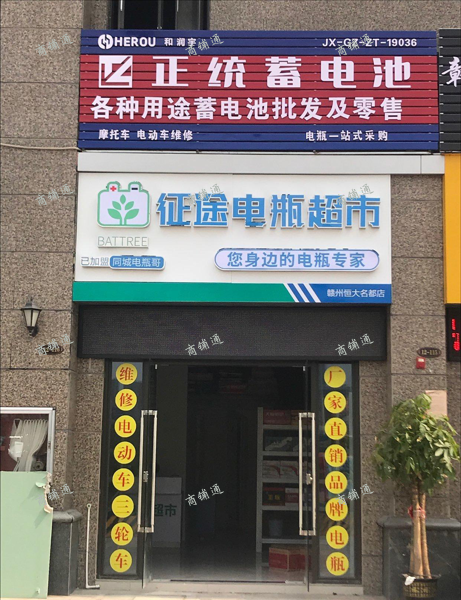 HEROU 和润宇 JX-GZ-ZT-19036
正统蓄电池
各种用途蓄电池批发及零售
摩托车 电动车维修 电瓶一站式采购
征途电瓶超市
BATTREE
已加盟 同城电瓶哥
您身边的电瓶专家
赣州恒大名都店
维修电动车三轮车
厂家直销品牌电瓶
超市
商铺通